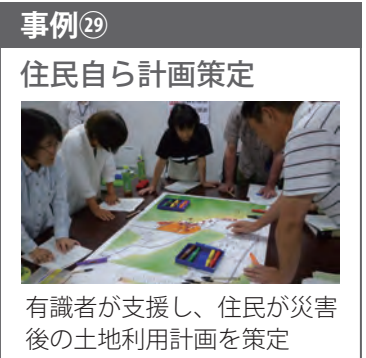 事例㉙
住民自ら計画策定
有識者が支援し、住民が災害
後の土地利用計画を策定